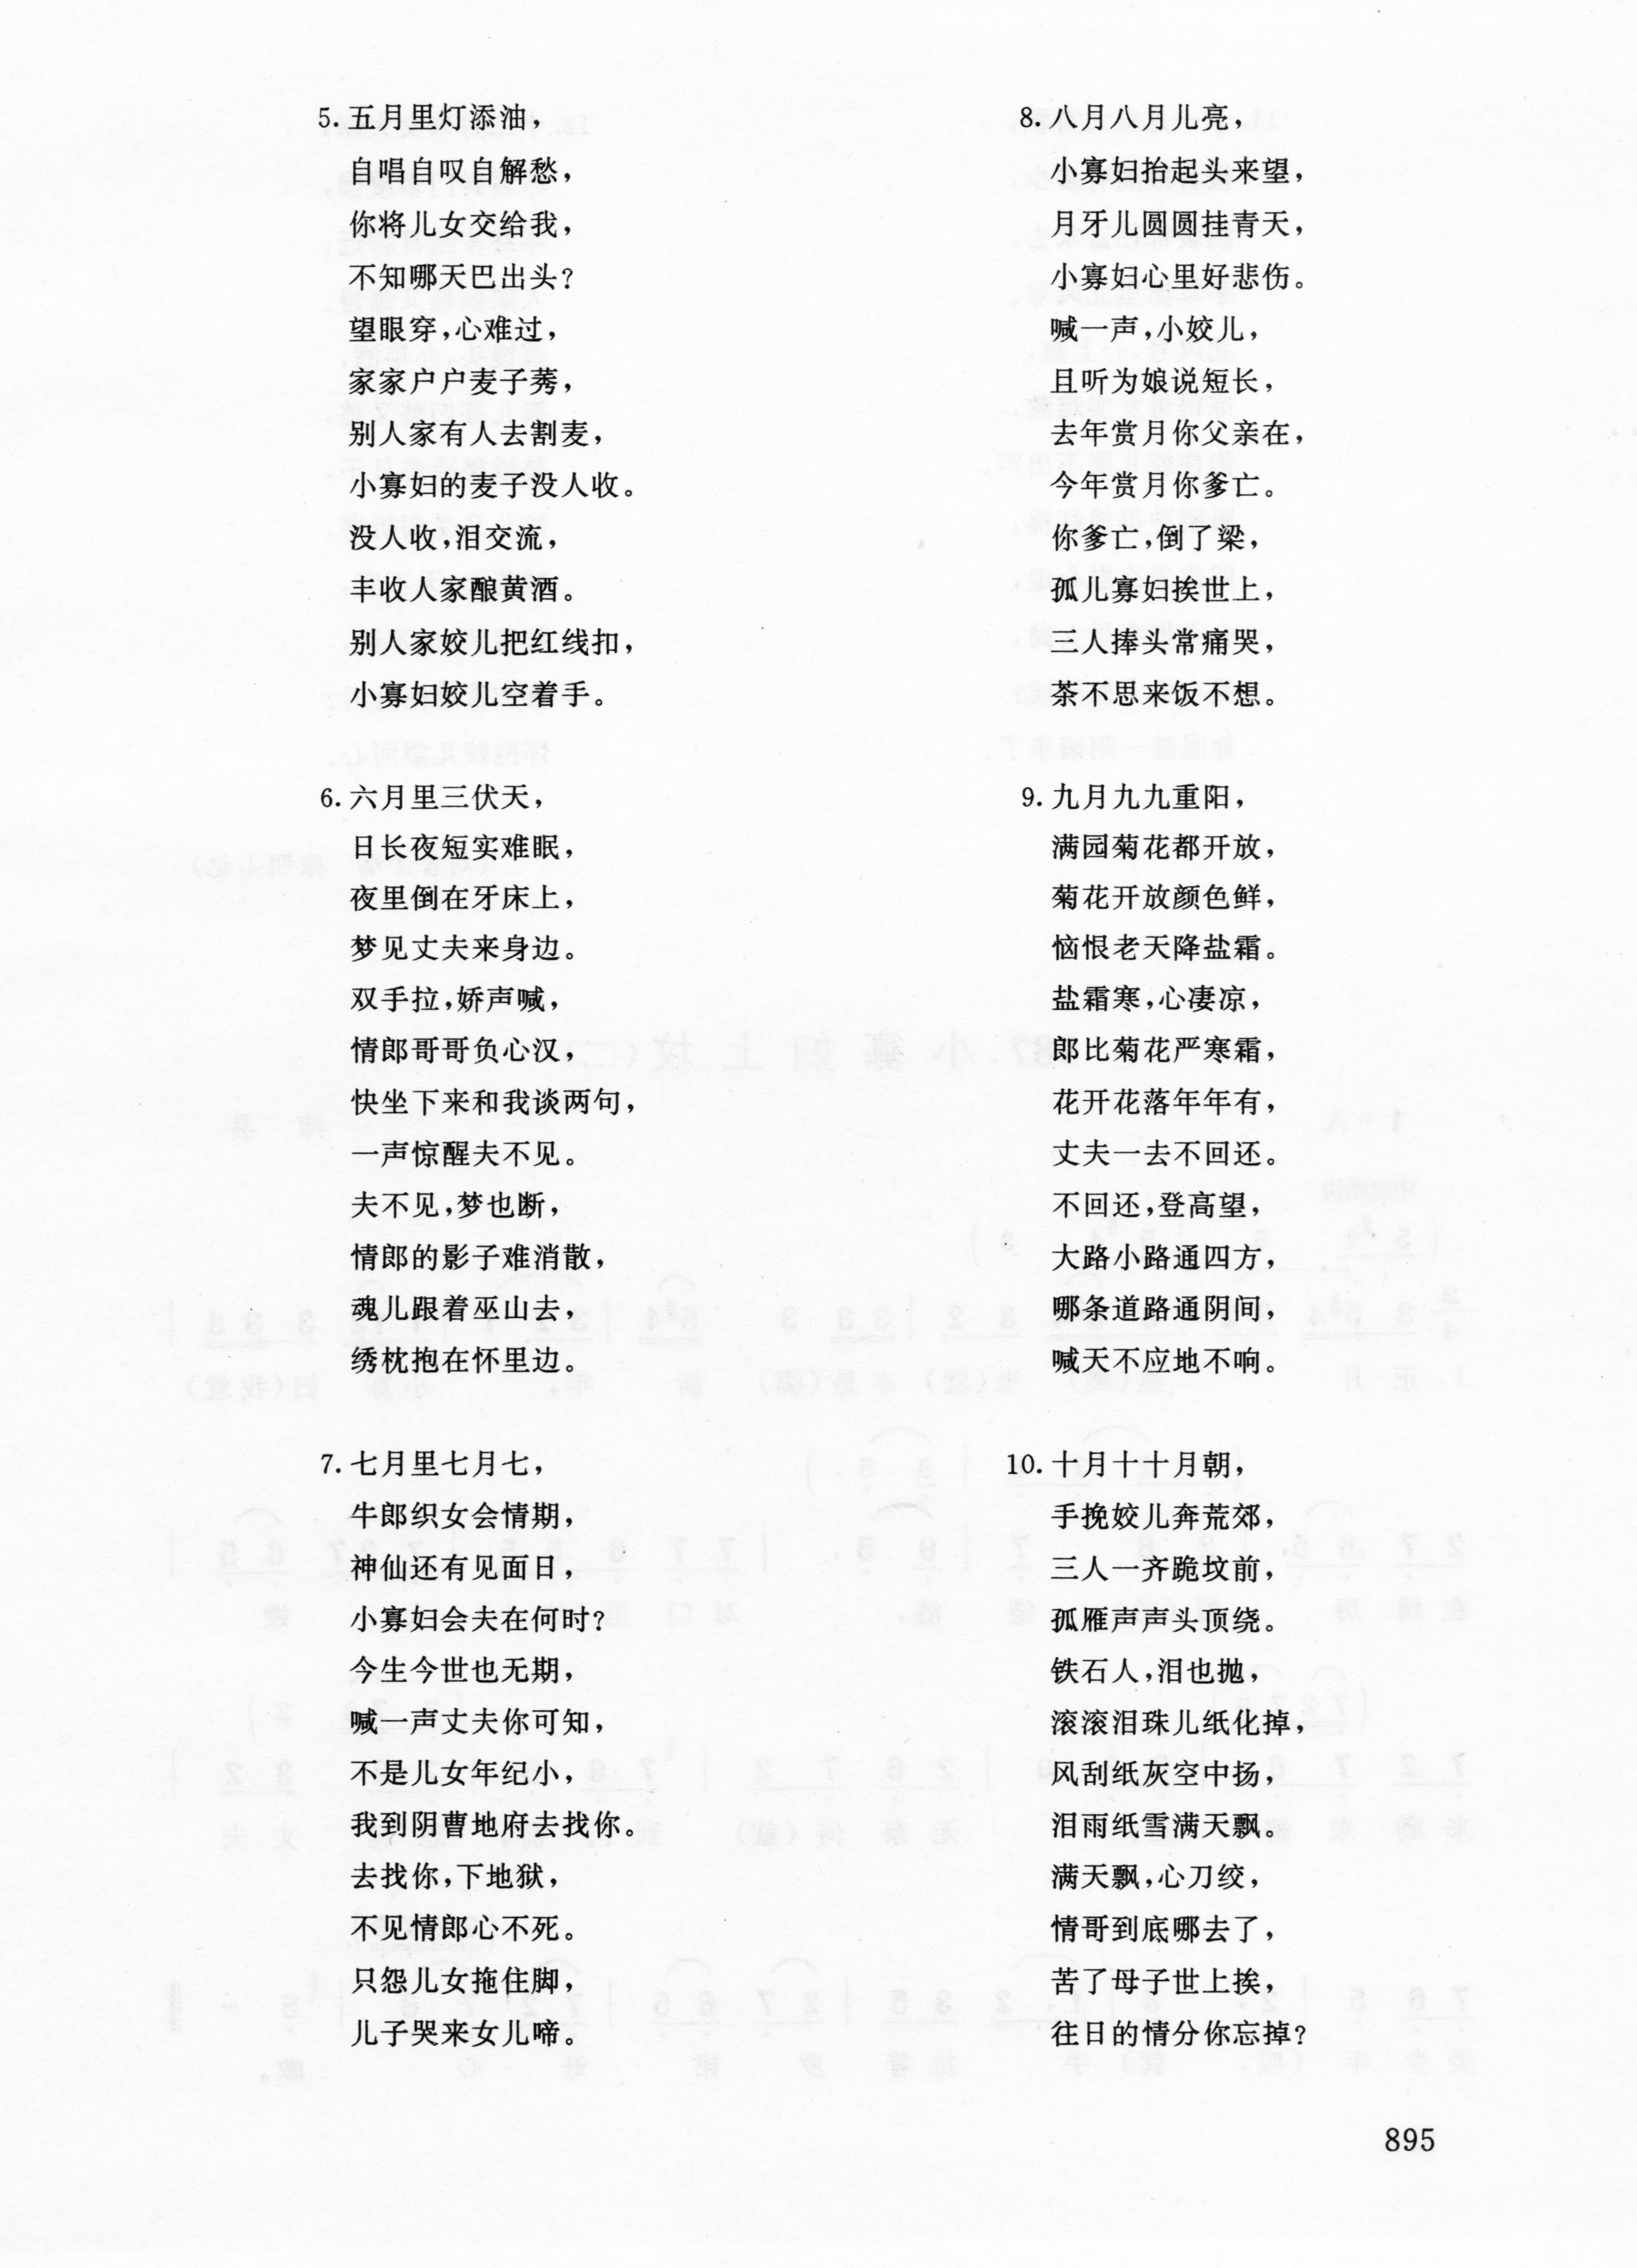 5. 五月里灯添油，
自唱自叹自解愁，
你将儿女交给我，
不知哪天巴出头？
望眼穿，心难过，
家家户户麦子莠，
别人家有人去割麦，
小寡妇的麦子没人收。
没人收，泪交流，
丰收人家酿黄酒。
别人家姣儿把红线扣，
小寡妇姣儿空着手。
6. 六月里三伏天，
日长夜短实难眠，
夜里倒在牙床上，
梦见丈夫来身边。
双手拉，娇声喊，
情郎哥哥负心汉，
快坐下来和我谈两句，
一声惊醒夫不见。
夫不见，梦也断，
情郎的影子难消散，
魂儿跟着巫山去，
绣枕抱在怀里边。
7. 七月里七月七，
牛郎织女会情期，
神仙还有见面日，
小寡妇会夫在何时？
今生今世也无期，
喊一声丈夫你可知，
不是儿女年纪小，
我到阴曹地府去找你。
去找你，下地狱，
不见情郎心不死。
只怨儿女拖住脚，
儿子哭来女儿啼。
8. 八月八月儿亮，
小寡妇抬起头来望，
月牙儿圆圆挂青天，
小寡妇心里好悲伤。
喊一声，小姣儿，
且听为娘说短长，
去年赏月你父亲在，
今年赏月你爹亡。
你爹亡，倒了梁，
孤儿寡妇挨世上，
三人捧头常痛哭，
茶不思来饭不想。
9. 九月九九重阳，
满园菊花都开放，
菊花开放颜色鲜，
恼恨老天降盐霜。
盐霜寒，心凄凉，
郎比菊花严寒霜，
花开花落年年有，
丈夫一去不回还。
不回还，登高望，
大路小路通四方，
哪条道路通阴间，
喊天不应地不响。
10. 十月十十月朝，
手挽姣儿奔荒郊，
三人一齐跪坟前，
孤雁声声头顶绕。
铁石人，泪也抛，
滚滚泪珠儿纸化掉，
风刮纸灰空中扬，
泪雨纸雪满天飘。
满天飘，心刀绞，
情哥到底哪去了，
苦了母子世上挨，
往日的情分你忘掉？
895